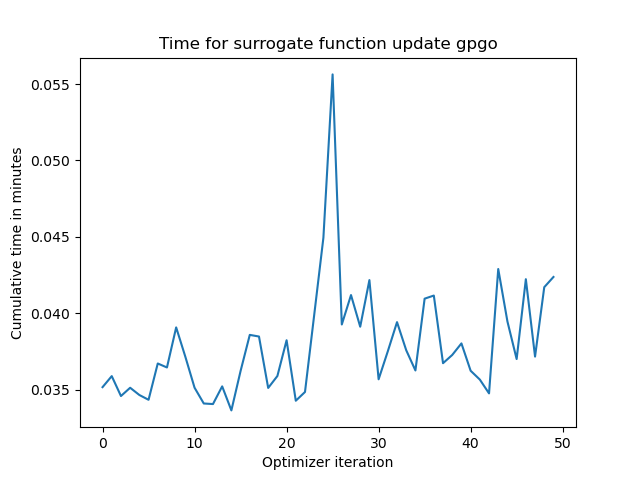 Time for surrogate function update gpgo
0.055
0.050
0.045
0.040
0.035
Cumulative time in minutes
0 10 20 30 40 50
Optimizer iteration